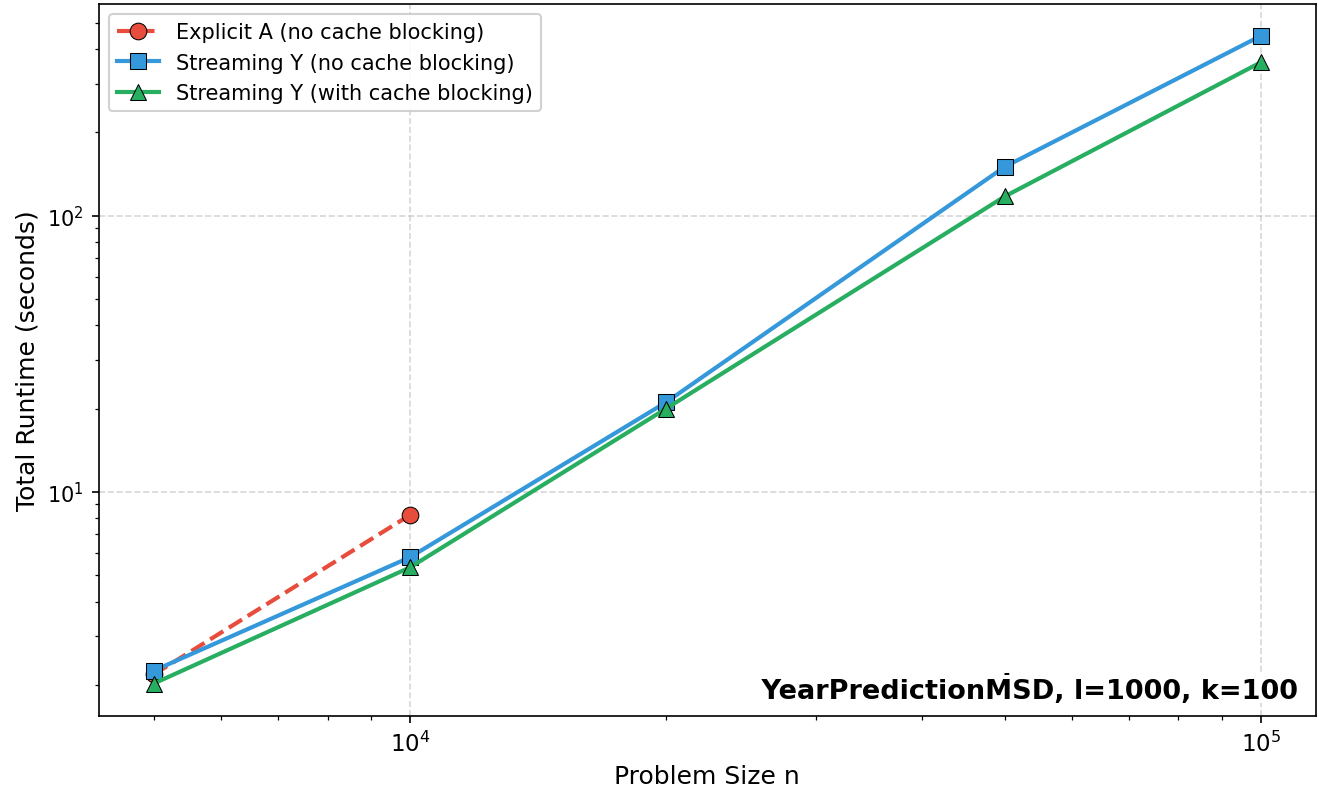 Explicit A (no cache blocking)
Streaming Y (no cache blocking)
Streaming Y (with cache blocking)
Total Runtime (seconds)
10²
10¹
YearPredictionṀSD, l=1000, k=100
10⁴
10⁵
Problem Size n